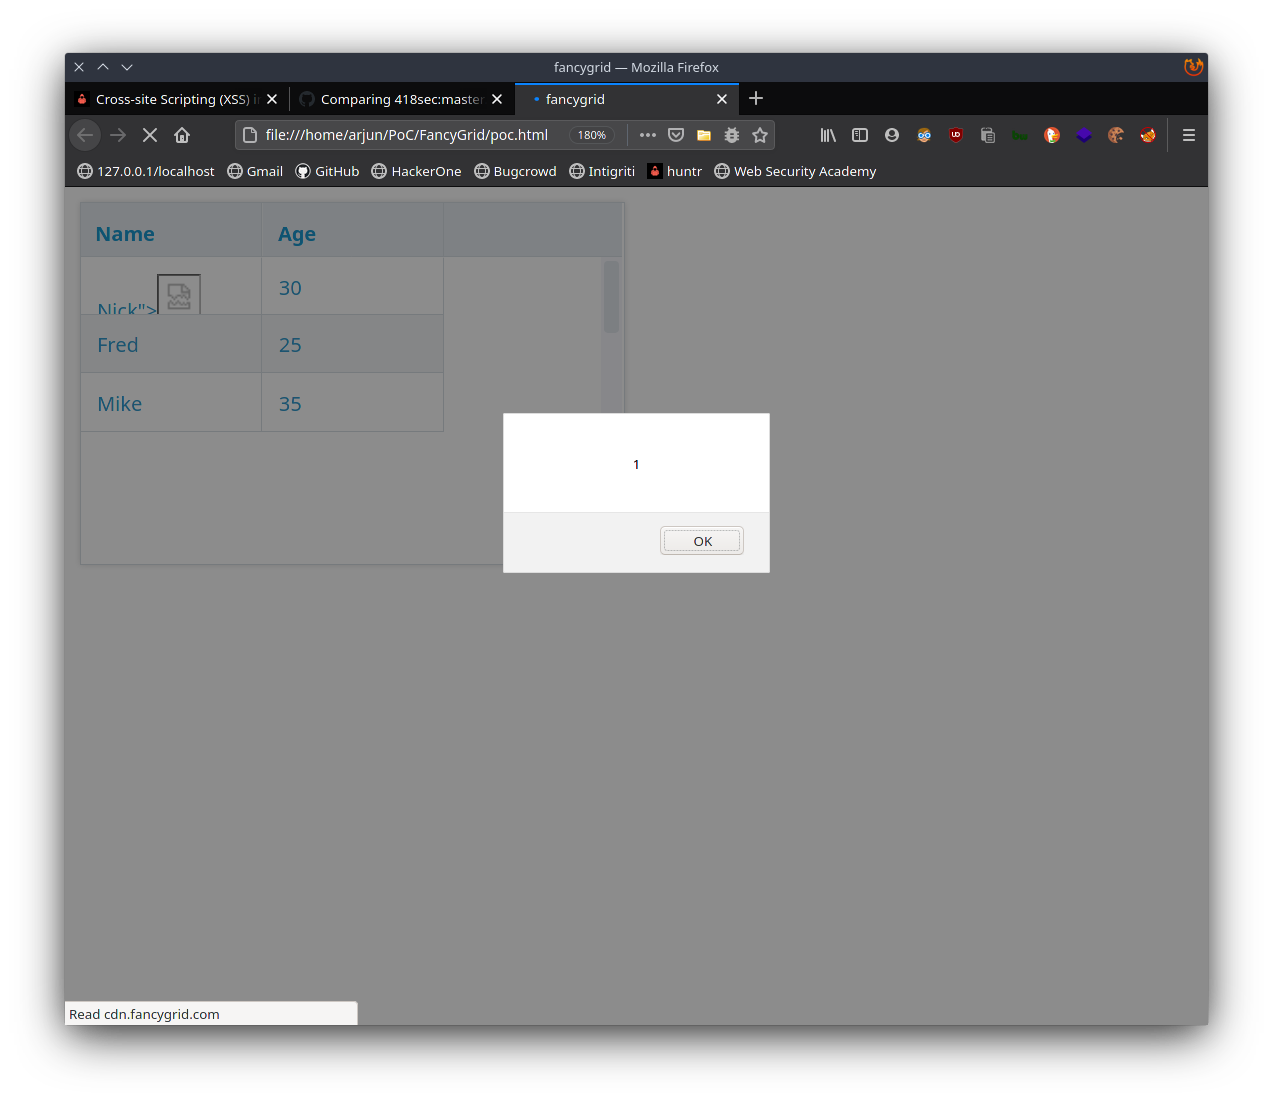 fancygrid — Mozilla Firefox
Cross-site Scripting (XSS) i
Comparing 418sec:master
fancygrid
file:///home/arjun/PoC/FancyGrid/poc.html
180%
127.0.0.1/localhost
Gmail
GitHub
HackerOne
Bugcrowd
Intigriti
huntr
Web Security Academy
Name
Age
Nick">
30
Fred
25
Mike
35
1
OK
Read cdn.fancygrid.com